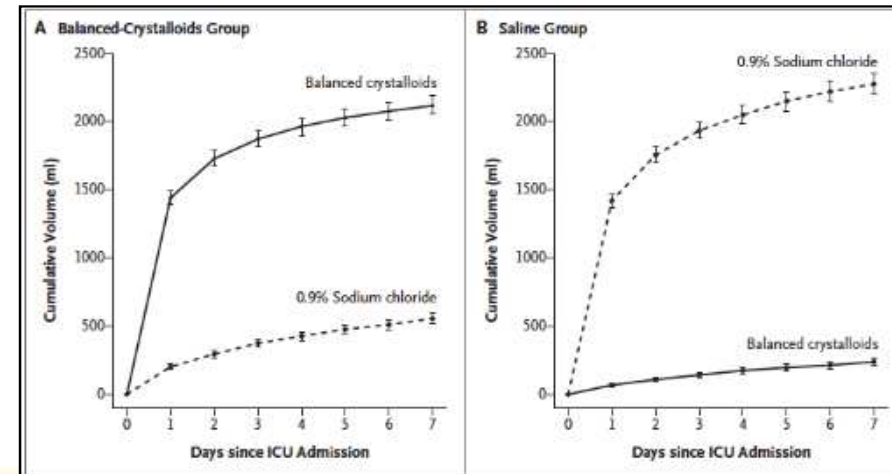 A Balanced-Crystalloids Group
2500
2000
1500
1000
500
0
Cumulative Volume (ml)
Balanced crystalloids
0.9% Sodium chloride
0 1 2 3 4 5 6 7
Days since ICU Admission
B Saline Group
2500
2000
1500
1000
500
0
Cumulative Volume (ml)
0.9% Sodium chloride
Balanced crystalloids
0 1 2 3 4 5 6 7
Days since ICU Admission